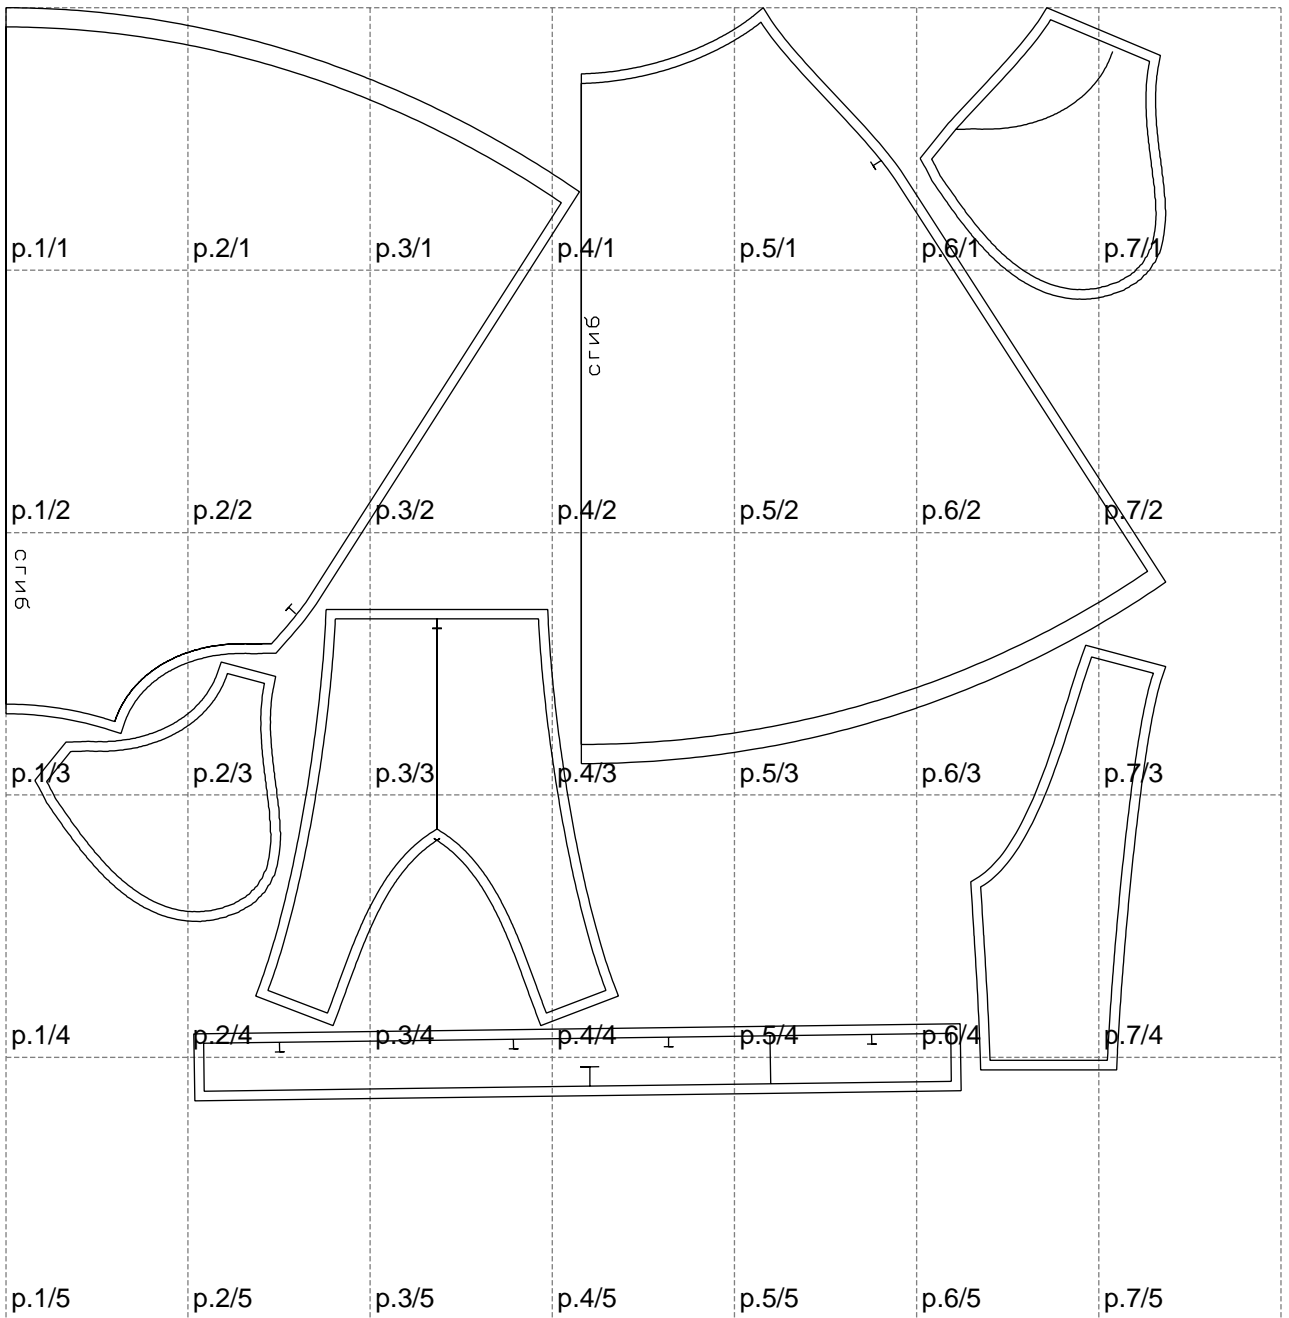 p.1/1 p.2/1 p.3/1 p.4/1 p.5/1 p.6/1 p.7/1
сгиб
p.1/2 p.2/2 p.3/2 p.4/2 p.5/2 p.6/2 p.7/2
сгиб
p.1/3 p.2/3 p.3/3 p.4/3 p.5/3 p.6/3 p.7/3
p.1/4 p.2/4 p.3/4 p.4/4 p.5/4 p.6/4 p.7/4
p.1/5 p.2/5 p.3/5 p.4/5 p.5/5 p.6/5 p.7/5